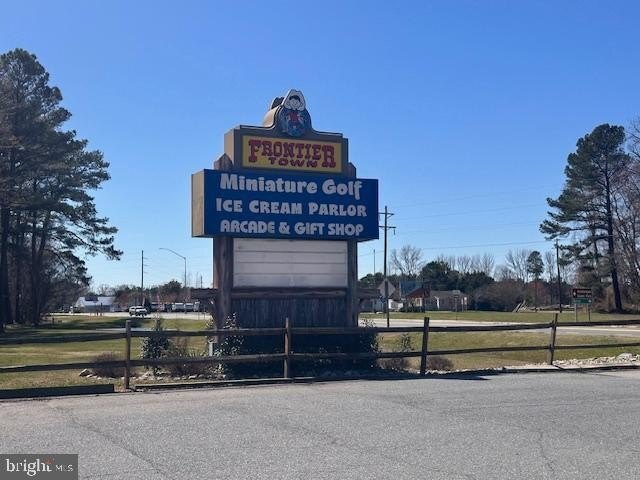 FRONTIER
TOWN
Miniature Golf
ICE CREAM PARLOR
ARCADE & GIFT SHOP
bright MLS